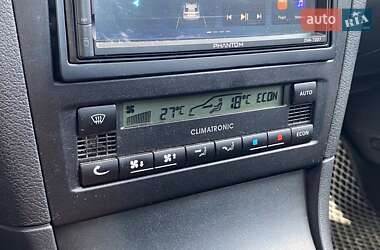 auto RIA
PHANTOM
27°C 18°C ECON
AUTO
CLIMATRONIC
ECON